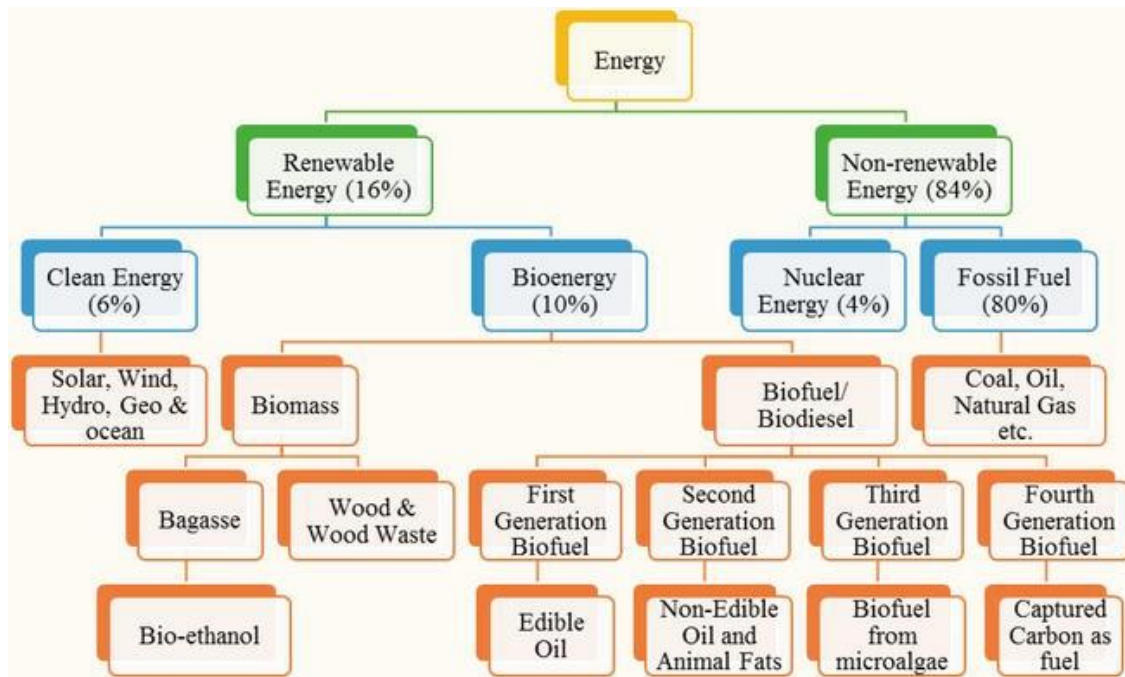 Energy
Renewable
Energy (16%)
Non-renewable
Energy (84%)
Clean Energy
(6%)
Bioenergy
(10%)
Nuclear
Energy (4%)
Fossil Fuel
(80%)
Solar, Wind,
Hydro, Geo &
ocean
Biomass
Biofuel/
Biodiesel
Coal, Oil,
Natural Gas
etc.
Bagasse
Wood &
Wood Waste
First
Generation
Biofuel
Second
Generation
Biofuel
Third
Generation
Biofuel
Fourth
Generation
Biofuel
Bio-ethanol
Edible
Oil
Non-Edible
Oil and
Animal Fats
Biofuel
from
microalgae
Captured
Carbon as
fuel